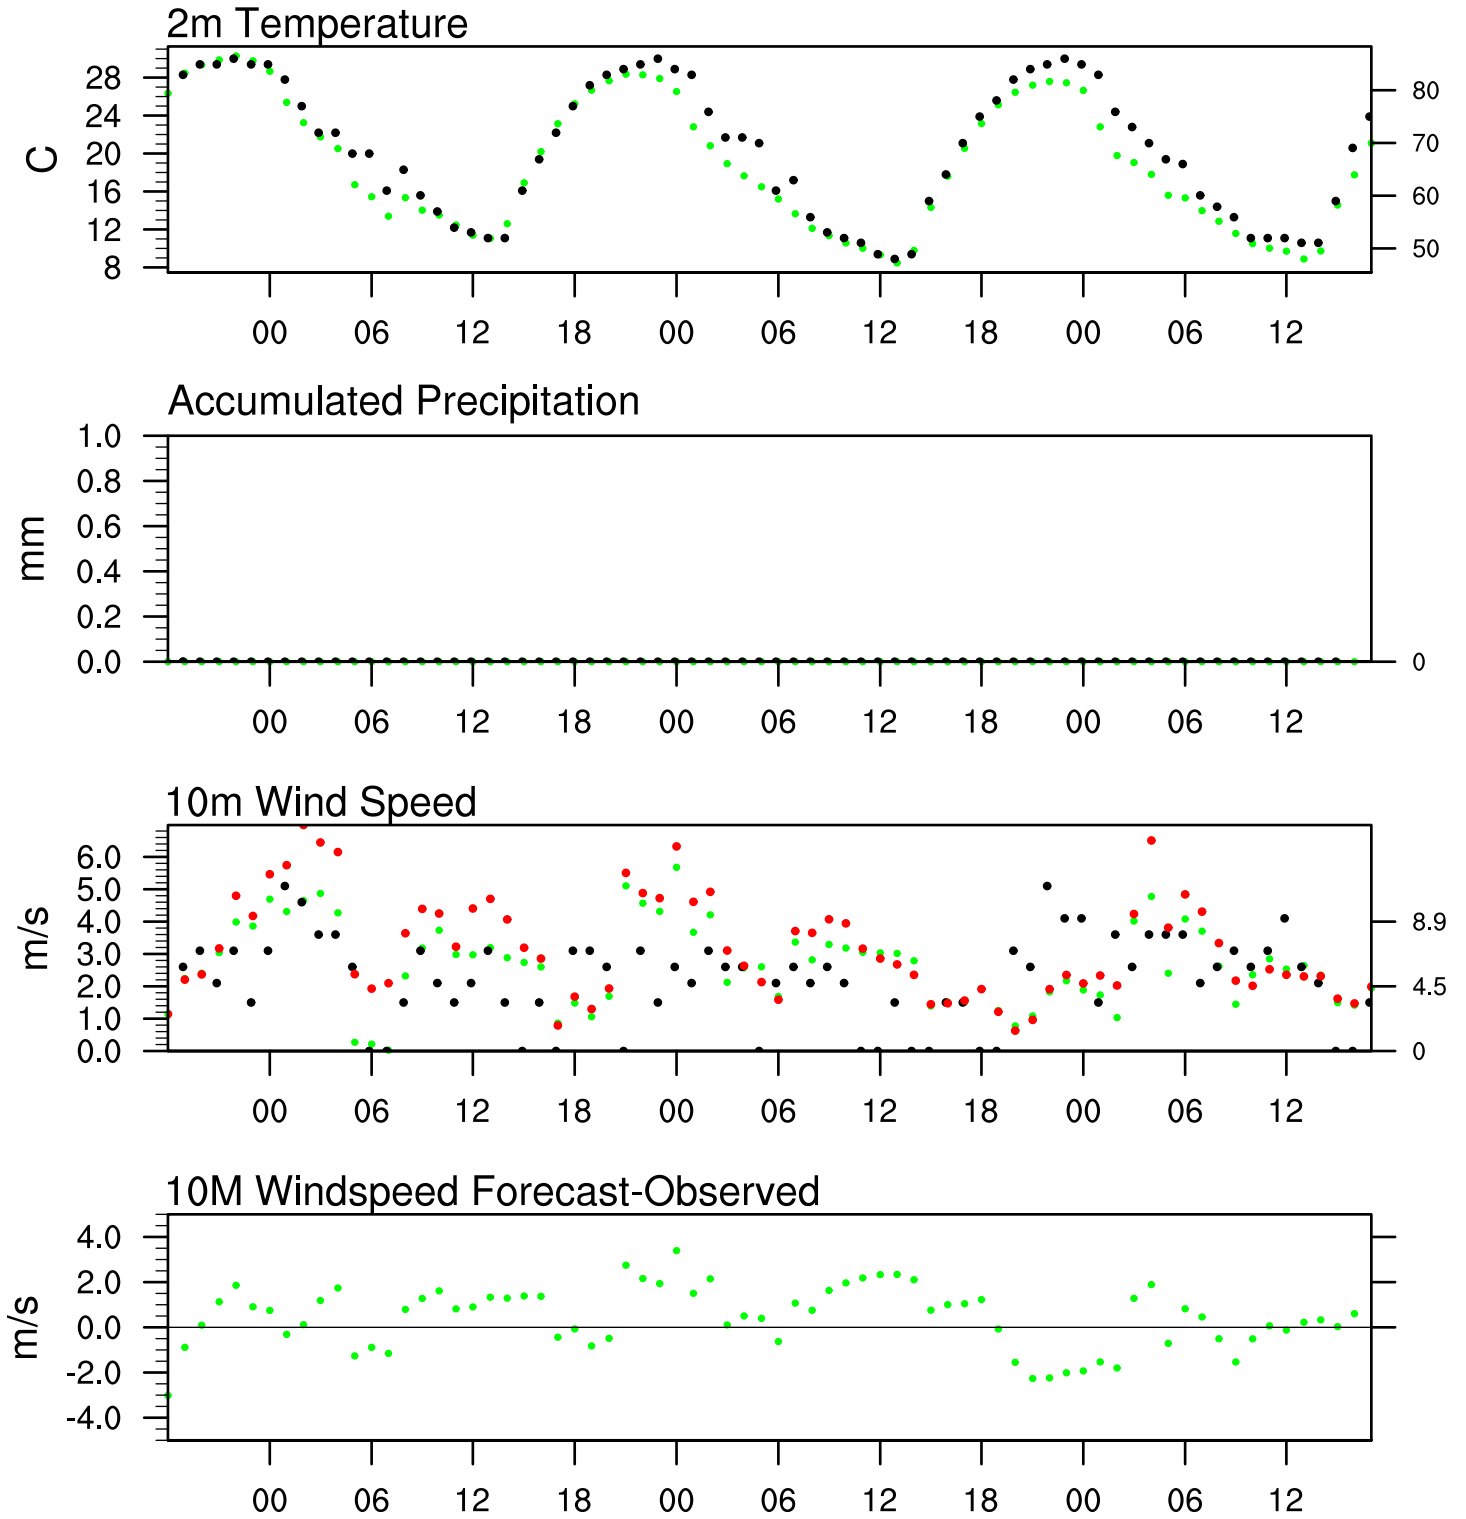 2m Temperature
28
24
20
16
12
8
C
80
70
60
50
00 06 12 18 00 06 12 18 00 06 12
Accumulated Precipitation
1.0
0.8
0.6
0.4
0.2
0.0
mm
0
00 06 12 18 00 06 12 18 00 06 12
10m Wind Speed
6.0
5.0
4.0
3.0
2.0
1.0
0.0
m/s
8.9
4.5
0
00 06 12 18 00 06 12 18 00 06 12
10M Windspeed Forecast-Observed
4.0
2.0
0.0
-2.0
-4.0
m/s
00 06 12 18 00 06 12 18 00 06 12